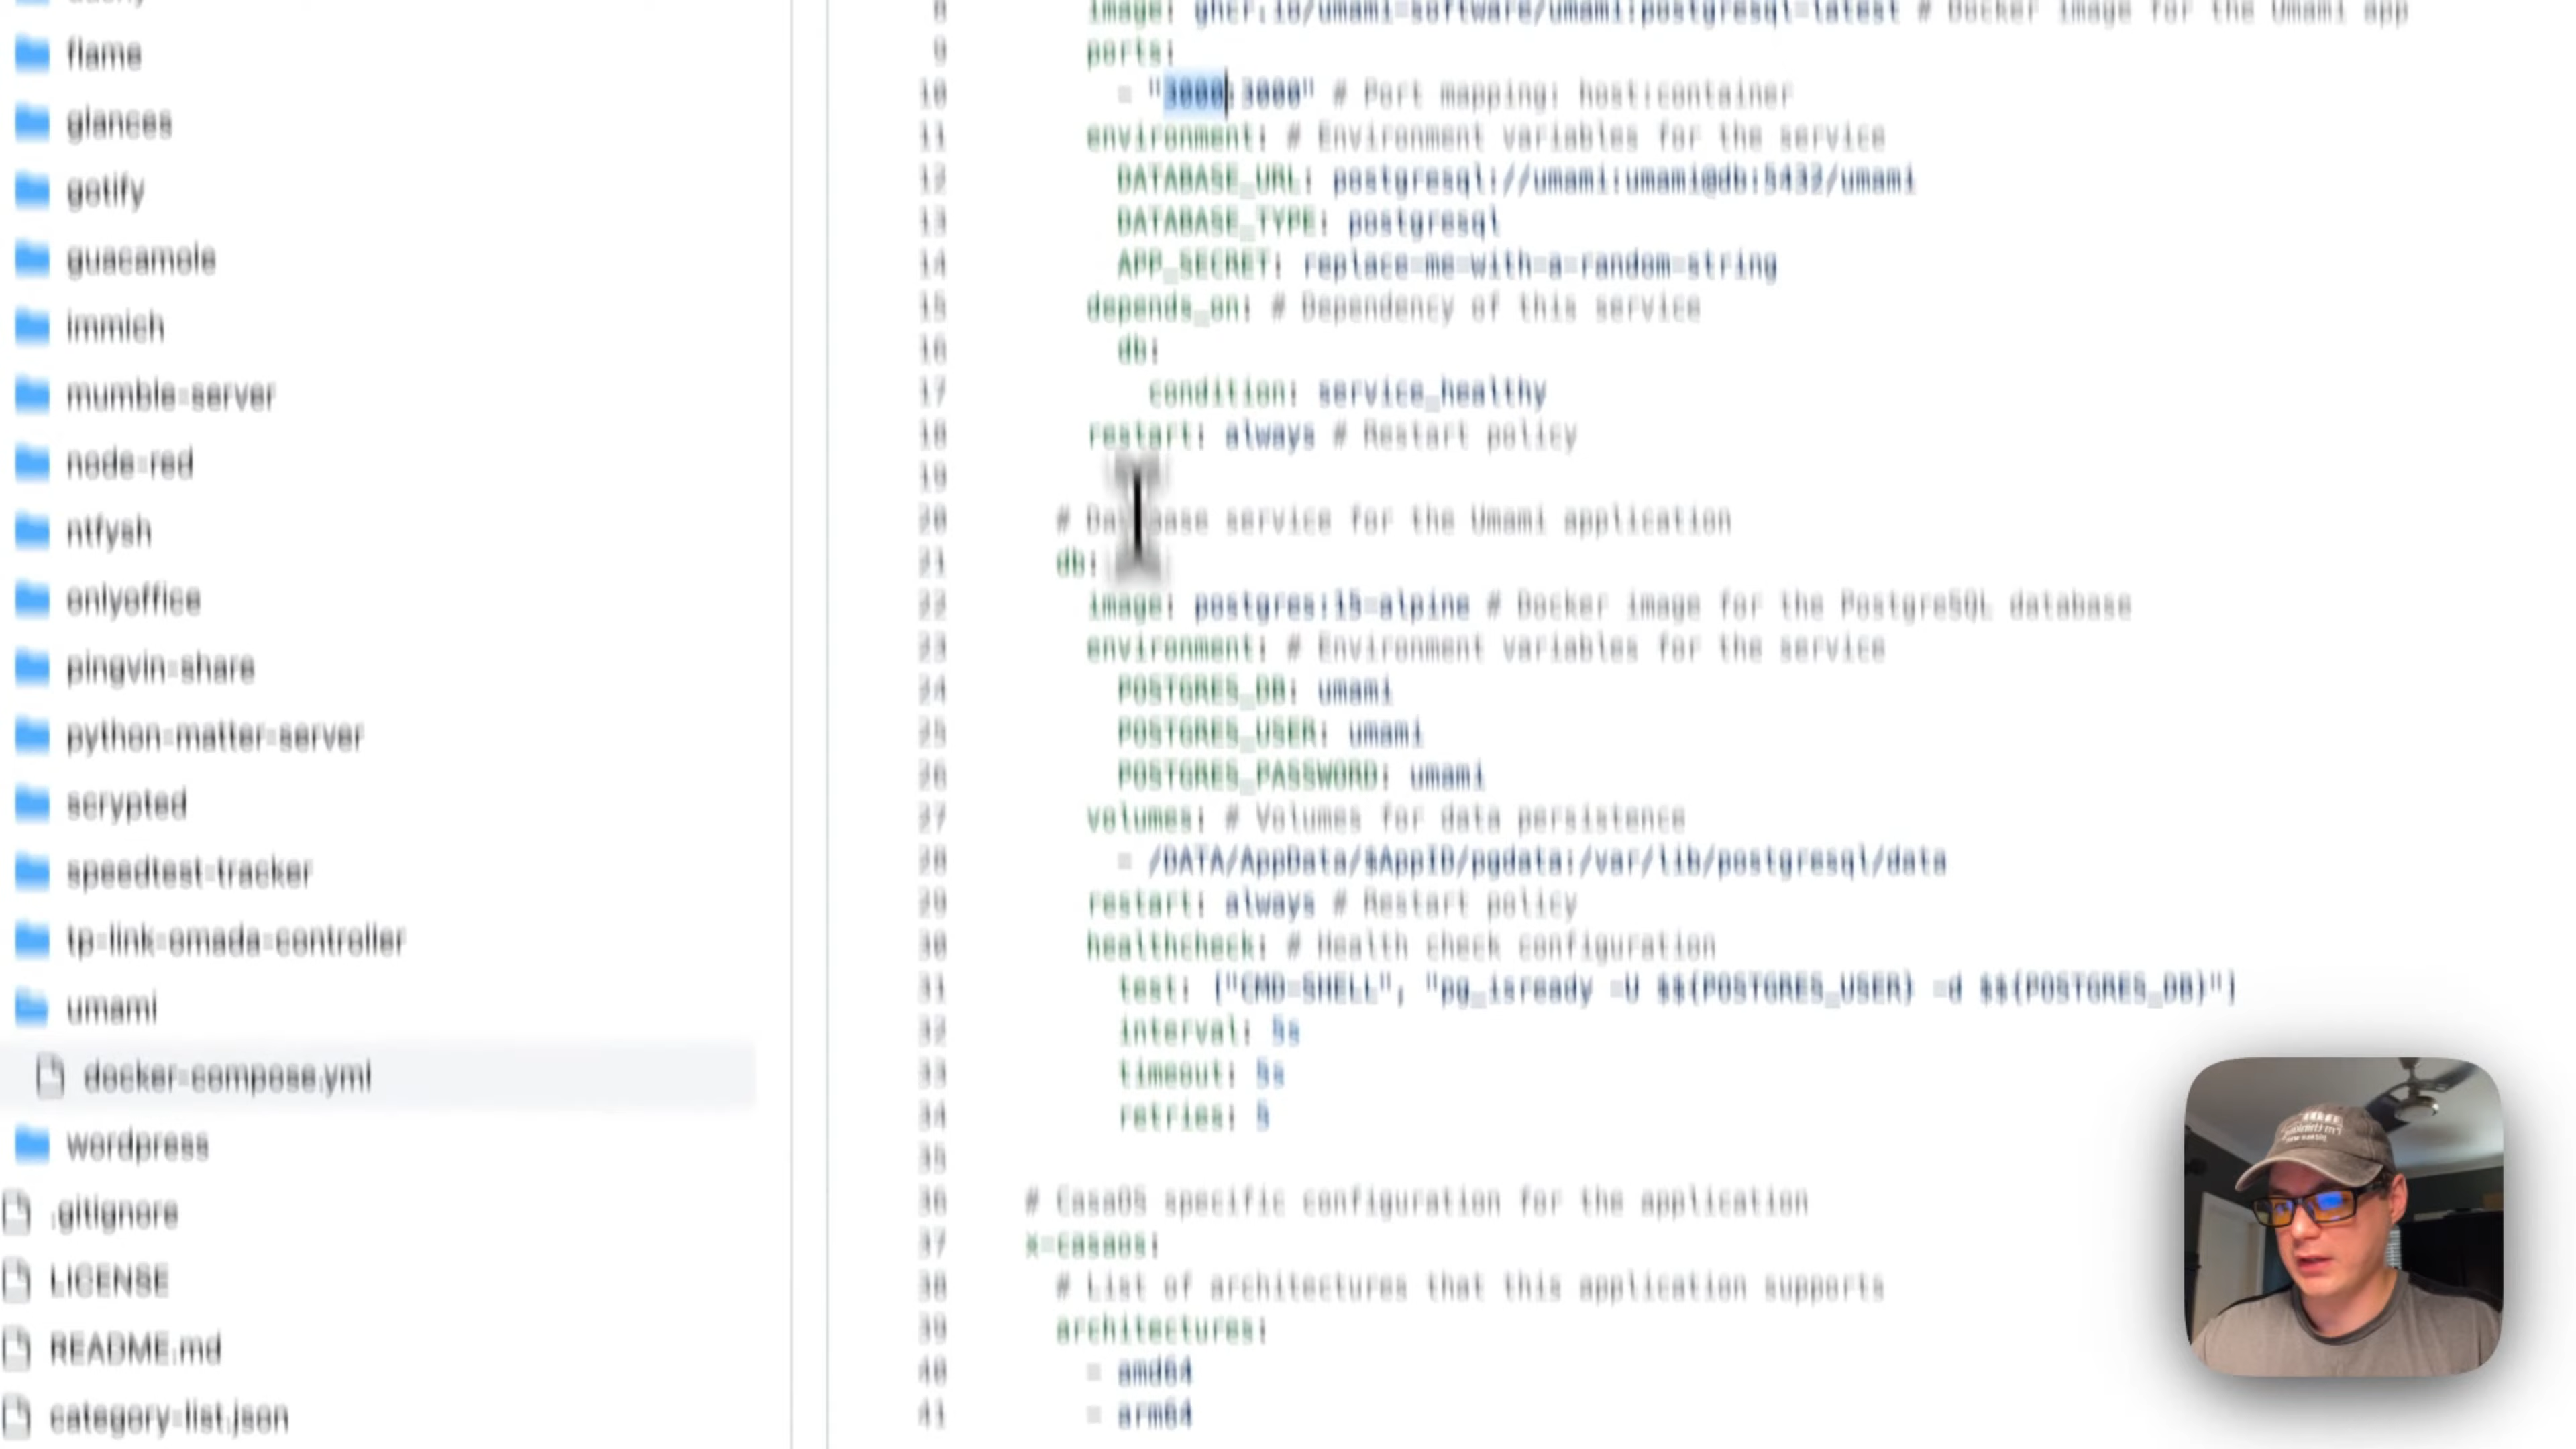 flame
glances
gotify
guacamole
immich
mumble-server
node-red
ntfysh
onlyoffice
pingvin-share
python-matter-server
scrypted
speedtest-tracker
tp-link-omada-controller
umami
docker-compose.yml
wordpress
.gitignore
LICENSE
README.md
category-list.json
8 image: ghcr.io/umami-software/umami:postgresql-latest # Docker image for the Umami app
9 ports:
10 - "3000:3000" # Port mapping: host:container
11 environment: # Environment variables for the service
12 DATABASE_URL: postgresql://umami:umami@db:5432/umami
13 DATABASE_TYPE: postgresql
14 APP_SECRET: replace-me-with-a-random-string
15 depends_on: # Dependency of this service
16 db:
17 condition: service_healthy
18 restart: always # Restart policy
19
20 # Database service for the Umami application
21 db:
22 image: postgres:15-alpine # Docker image for the PostgreSQL database
23 environment: # Environment variables for the service
24 POSTGRES_DB: umami
25 POSTGRES_USER: umami
26 POSTGRES_PASSWORD: umami
27 volumes: # Volumes for data persistence
28 - /DATA/AppData/$AppID/pgdata:/var/lib/postgresql/data
29 restart: always # Restart policy
30 healthcheck: # Health check configuration
31 test: ["CMD-SHELL", "pg_isready -U $${POSTGRES_USER} -d $${POSTGRES_DB}"]
32 interval: 5s
33 timeout: 5s
34 retries: 5
35
36 # CasaOS specific configuration for the application
37 x-casaos:
38 # List of architectures that this application supports
39 architectures:
40 - amd64
41 - arm64